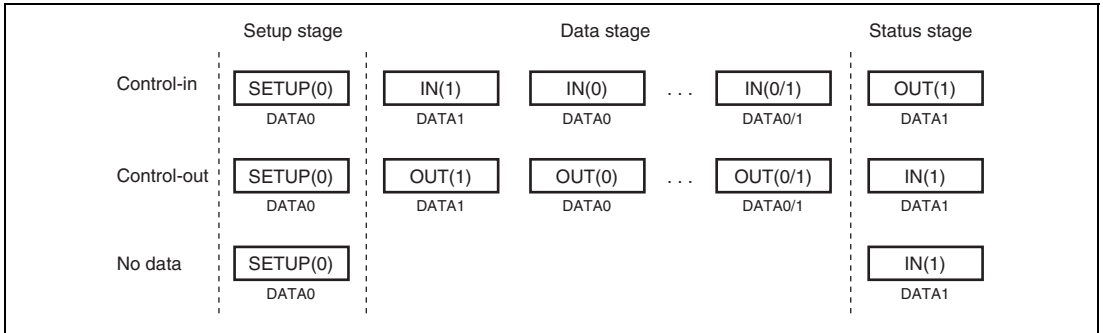 Setup stage Data stage Status stage
Control-in SETUP(0) IN(1) IN(0) . . . IN(0/1) OUT(1)
DATA0 DATA1 DATA0 DATA0/1 DATA1
Control-out SETUP(0) OUT(1) OUT(0) . . . OUT(0/1) IN(1)
DATA0 DATA1 DATA0 DATA0/1 DATA1
No data SETUP(0) IN(1)
DATA0 DATA1